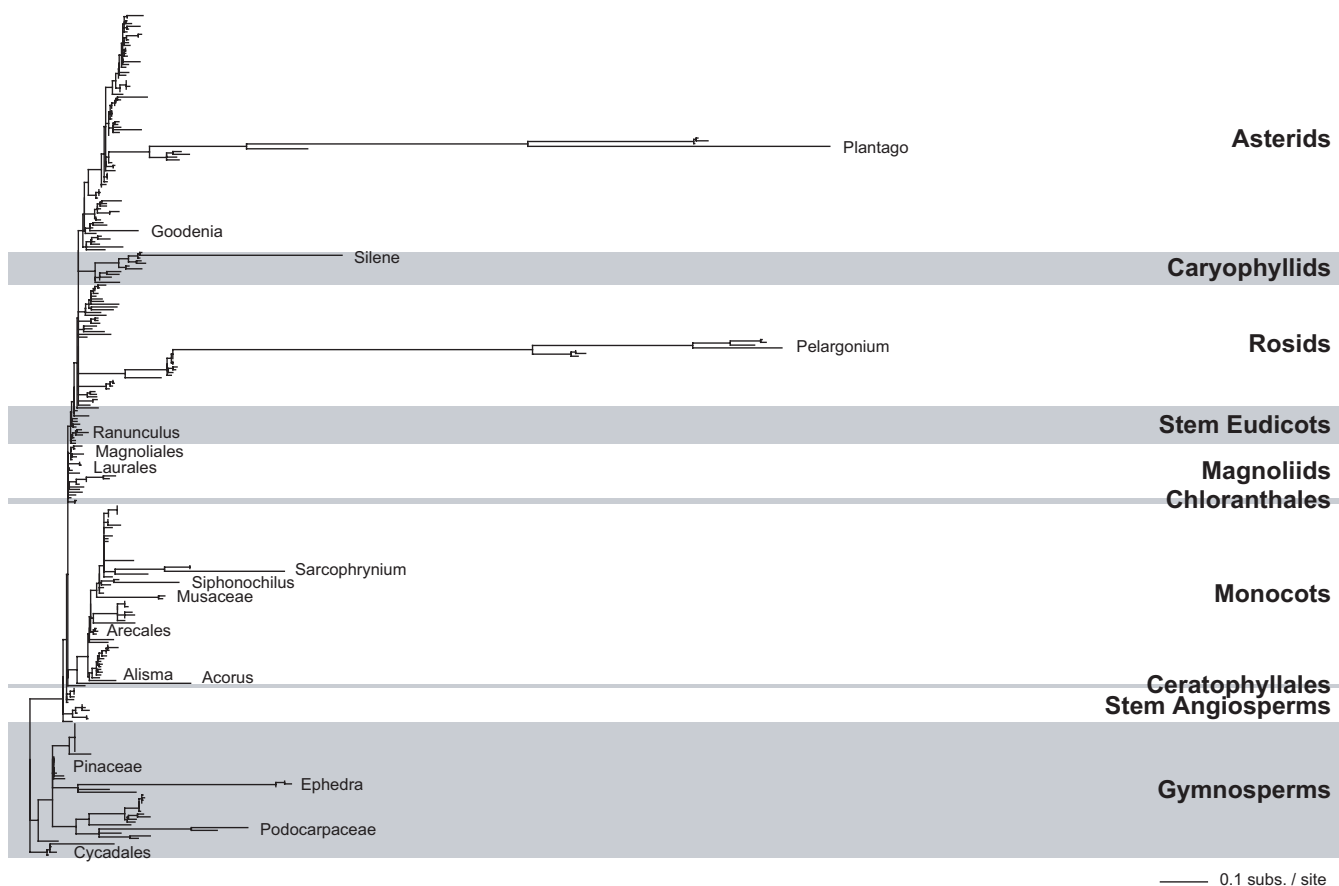 Asterids
Plantago
Goodenia
Silene
Caryophyllids
Rosids
Pelargonium
Stem Eudicots
Ranunculus
Magnoliales
Laurales
Magnoliids
Chloranthales
Sarcophrynium
Siphonochilus
Musaceae
Monocots
Arecales
Alisma
Acorus
Ceratophyllales
Stem Angiosperms
Pinaceae
Ephedra
Gymnosperms
Podocarpaceae
Cycadales
0.1 subs. / site